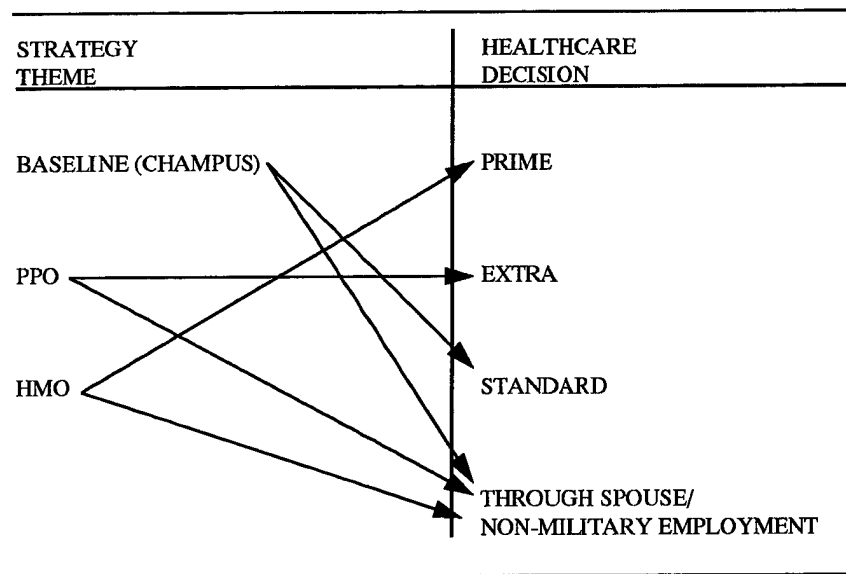 STRATEGY
THEME
HEALTHCARE
DECISION
BASELINE (CHAMPUS)
PRIME
PPO
EXTRA
HMO
STANDARD
THROUGH SPOUSE/
NON-MILITARY EMPLOYMENT